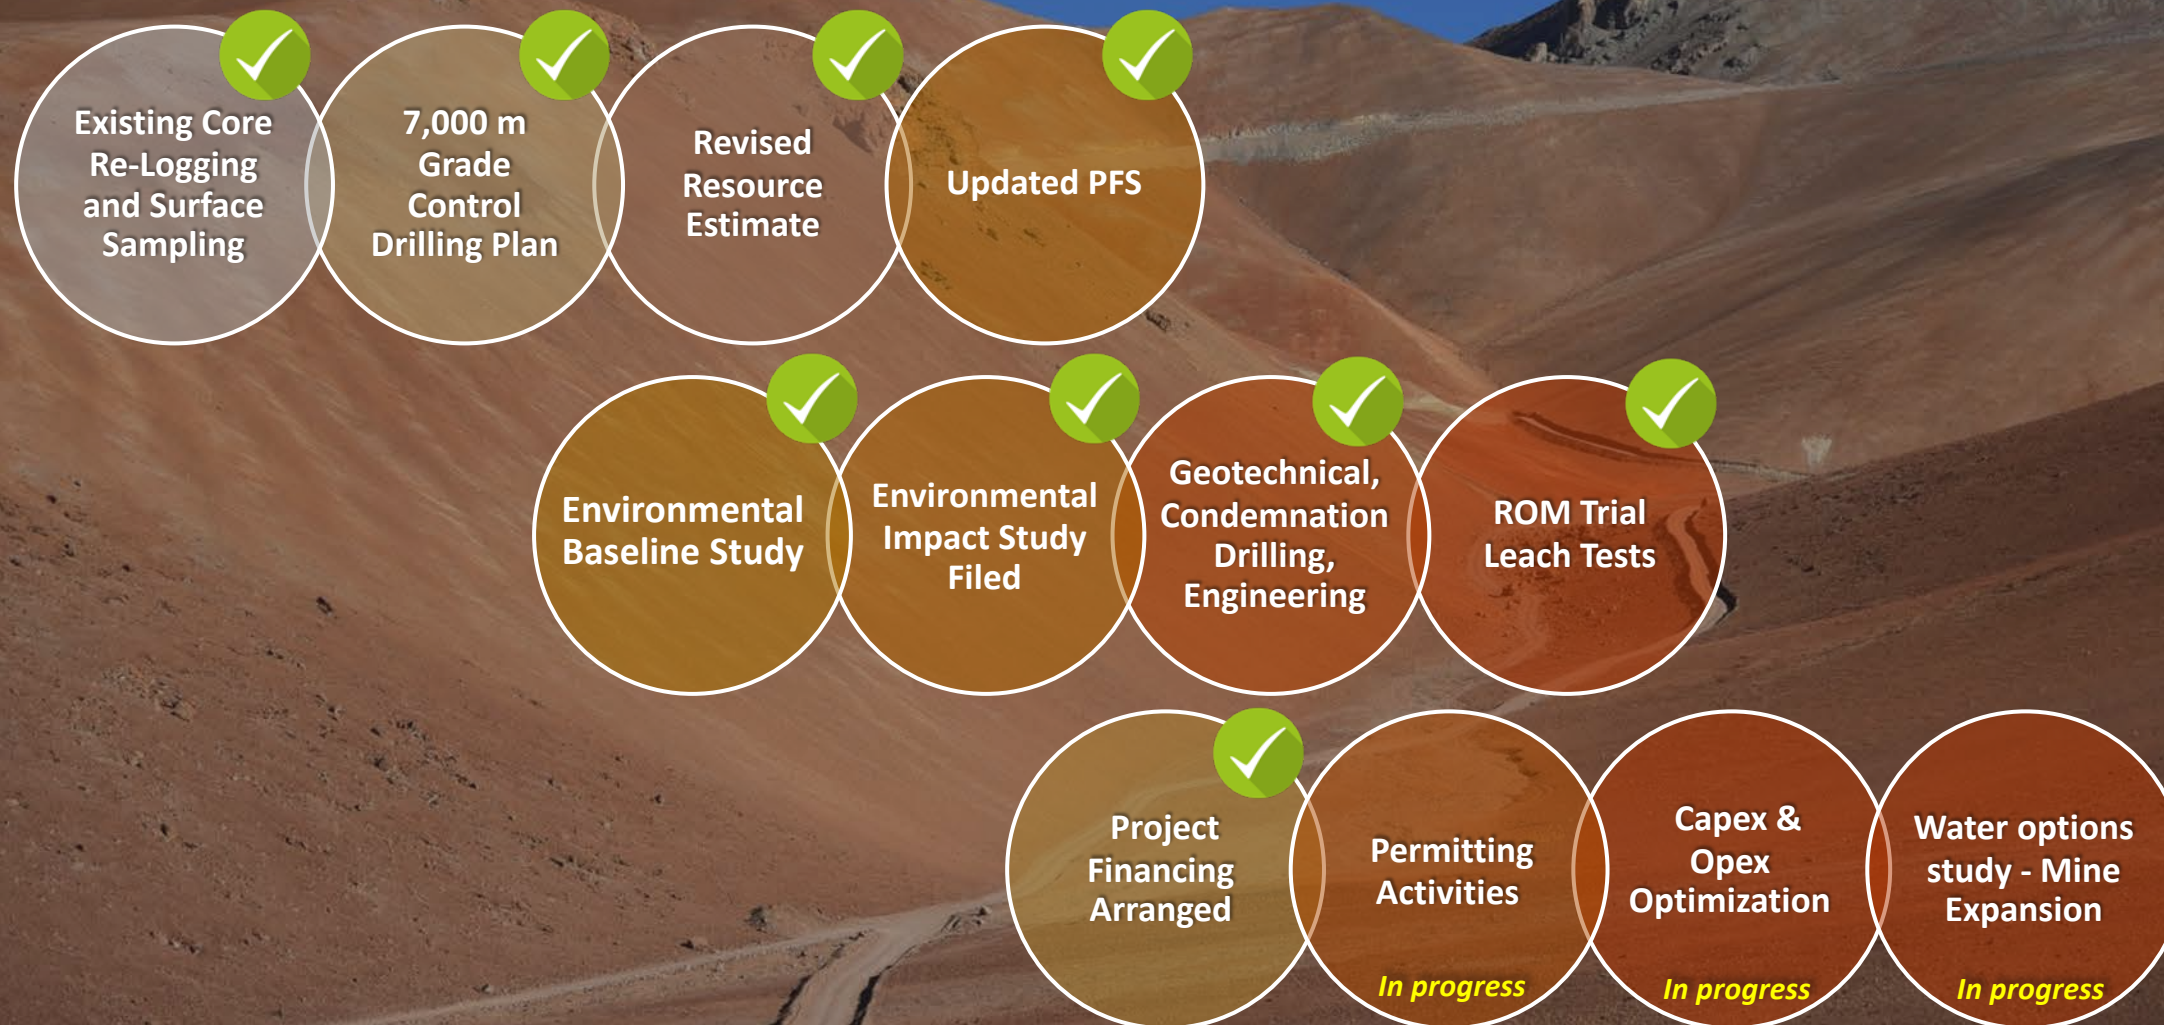 Existing Core
Re-Logging
and Surface
Sampling
7,000 m
Grade
Control
Drilling Plan
Revised
Resource
Estimate
Updated PFS
Environmental
Baseline Study
Environmental
Impact Study
Filed
Geotechnical,
Condemnation
Drilling,
Engineering
ROM Trial
Leach Tests
Project
Financing
Arranged
Permitting
Activities
In progress
Capex &
Opex
Optimization
In progress
Water options
study - Mine
Expansion
In progress